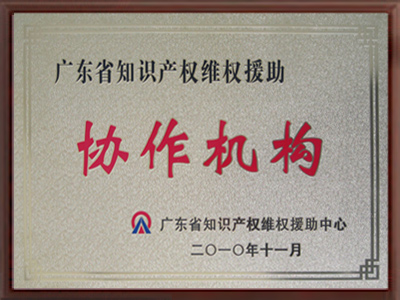 广东省知识产权维权援助
协作机构
广东省知识产权维权援助中心
二〇一〇年十一月